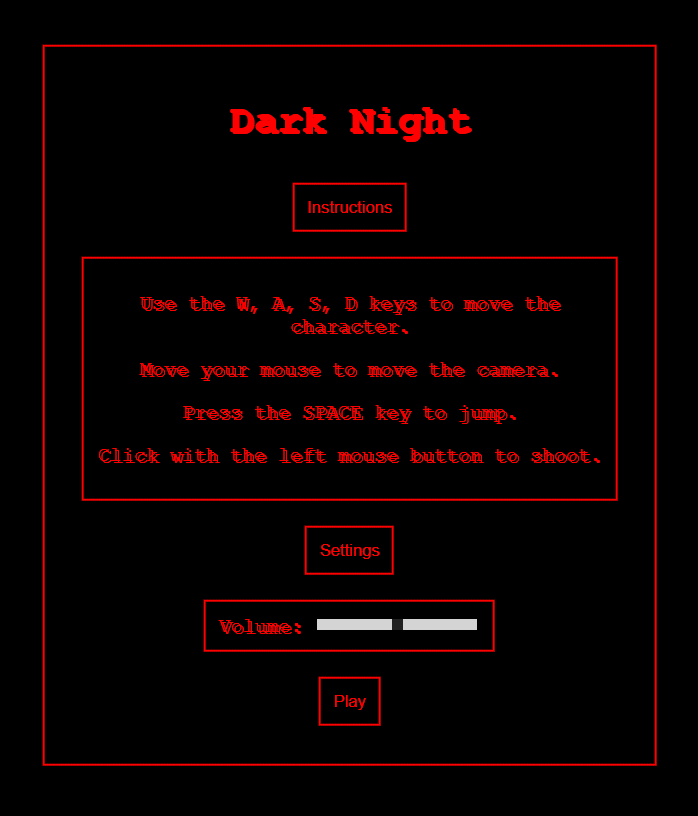 Dark Night
Instructions
Use the W, A, S, D keys to move the
character.
Move your mouse to move the camera.
Press the SPACE key to jump.
Click with the left mouse button to shoot.
Settings
Volume:
Play